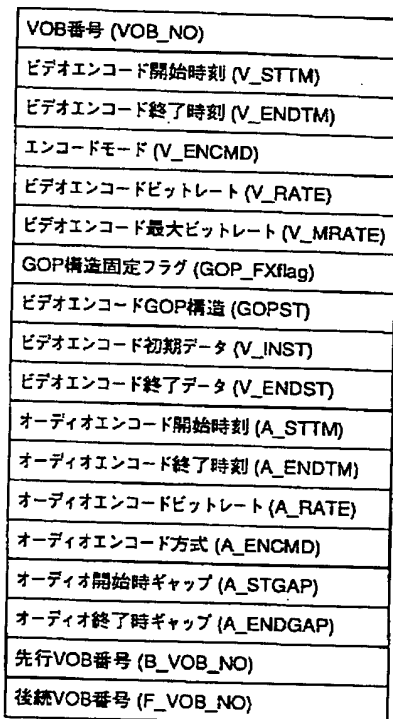 VOB番号 (VOB_NO)
ビデオエンコード開始時刻 (V_STTM)
ビデオエンコード終了時刻 (V_ENDTM)
エンコードモード (V_ENCMD)
ビデオエンコードビットレート (V_RATE)
ビデオエンコード最大ビットレート (V_MRATE)
GOP構造固定フラグ (GOP_FXflag)
ビデオエンコードGOP構造 (GOPST)
ビデオエンコード初期データ (V_INST)
ビデオエンコード終了データ (V_ENDST)
オーディオエンコード開始時刻 (A_STTM)
オーディオエンコード終了時刻 (A_ENDTM)
オーディオエンコードビットレート (A_RATE)
オーディオエンコード方式 (A_ENCMD)
オーディオ開始時ギャップ (A_STGAP)
オーディオ終了時ギャップ (A_ENDGAP)
先行VOB番号 (B_VOB_NO)
後続VOB番号 (F_VOB_NO)